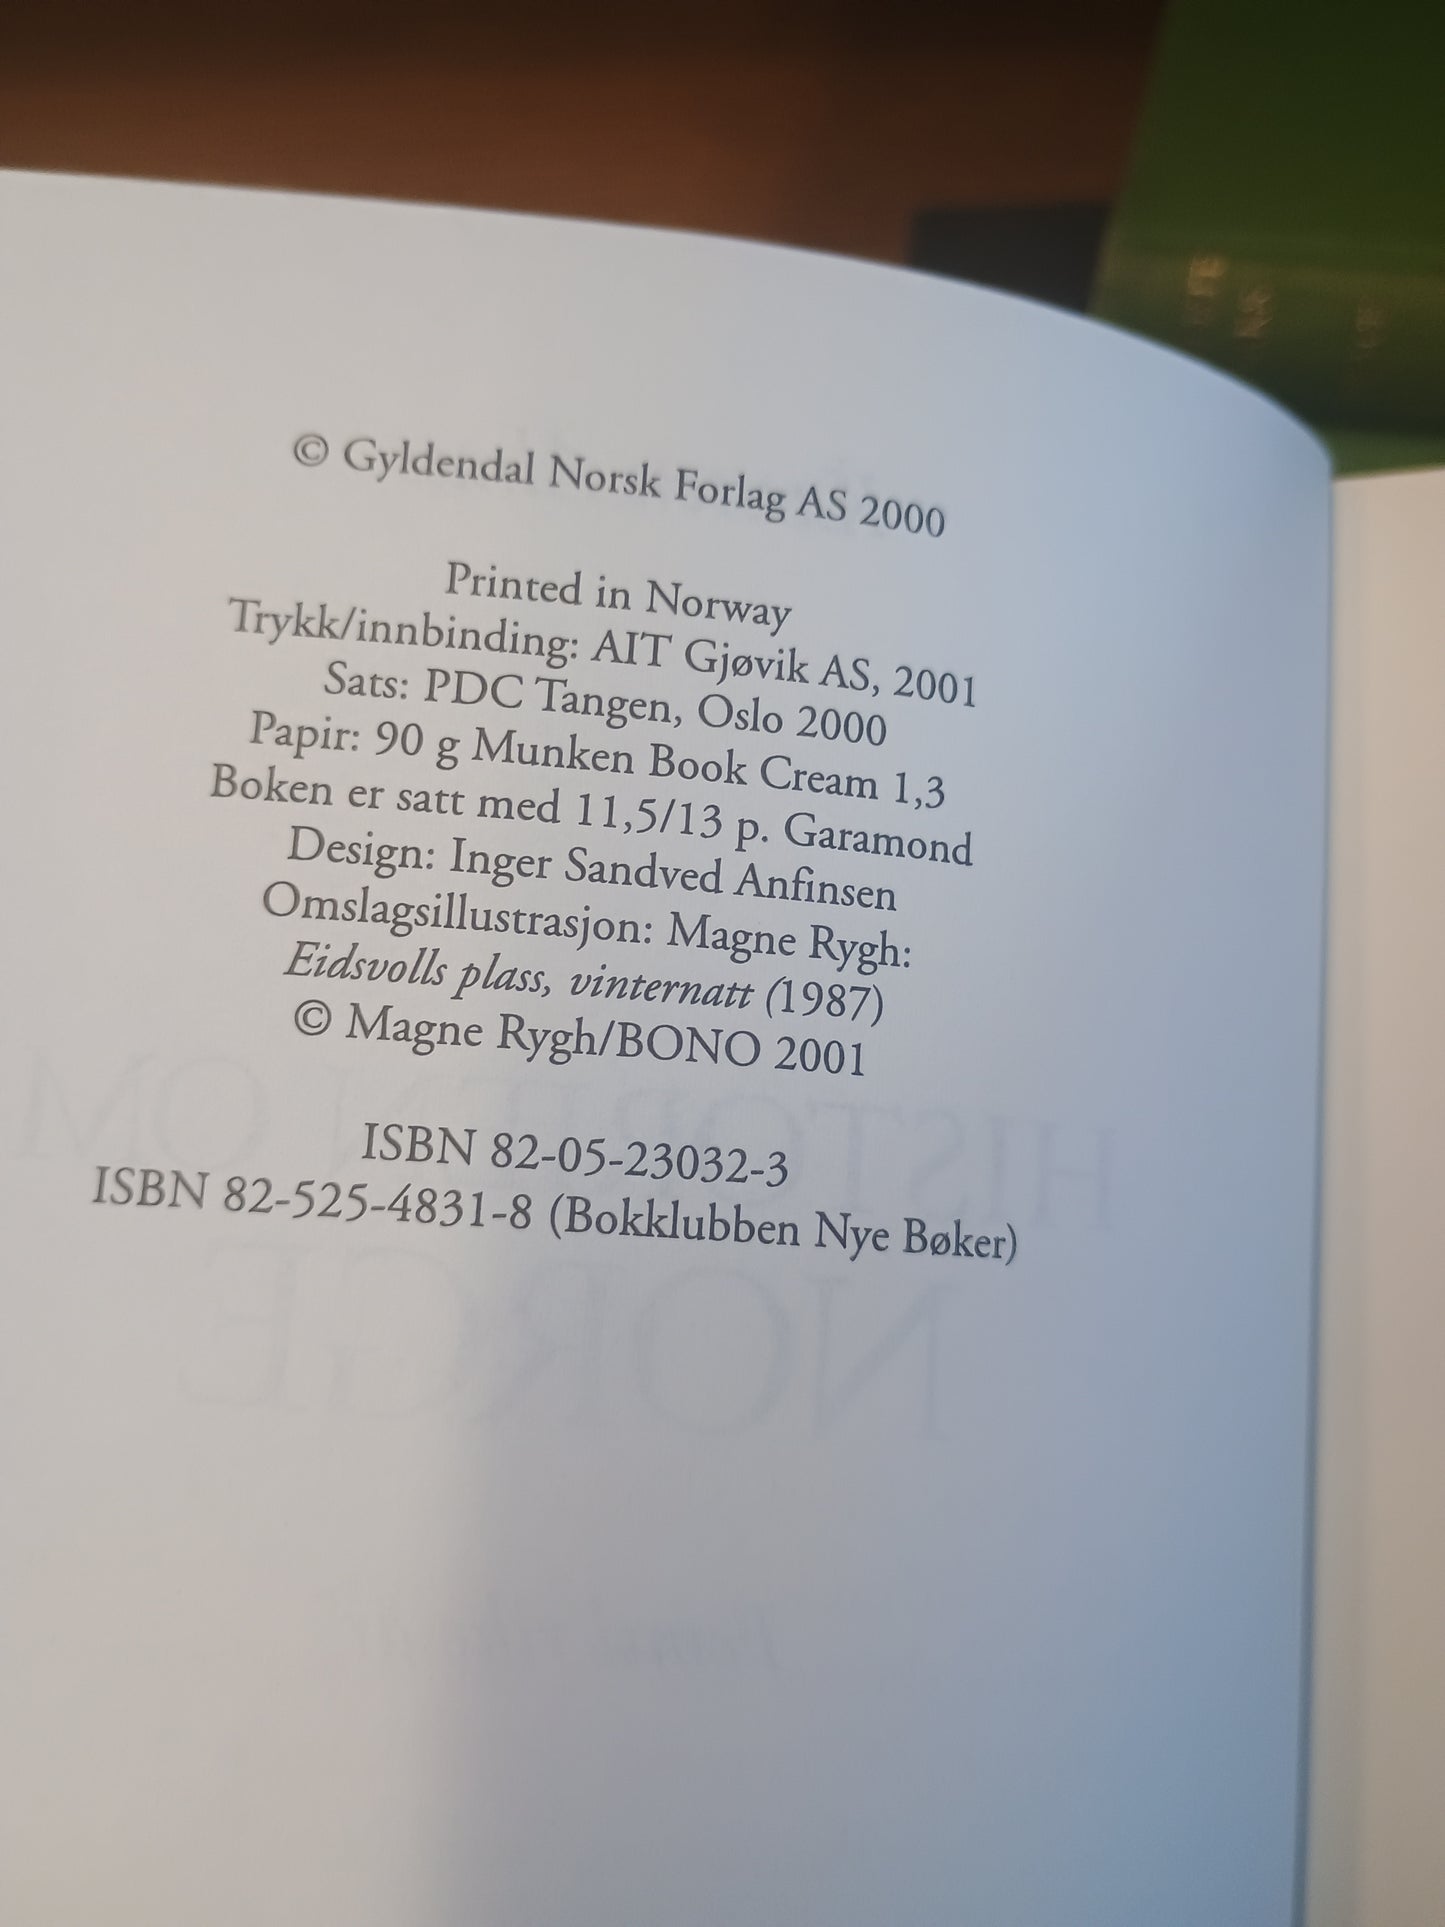 © Gyldendal Norsk Forlag AS 2000
Printed in Norway
Trykk/innbinding: AIT Gjøvik AS, 2001
Sats: PDC Tangen, Oslo 2000
Papir: 90 g Munken Book Cream 1,3
Boken er satt med 11,5/13 p. Garamond
Design: Inger Sandved Anfinsen
Omslagsillustrasjon: Magne Rygh:
Eidsvolls plass, vinternatt (1987)
© Magne Rygh/BONO 2001
ISBN 82-05-23032-3
ISBN 82-525-4831-8 (Bokklubben Nye Bøker)
HISTORIEN OM
NORGE